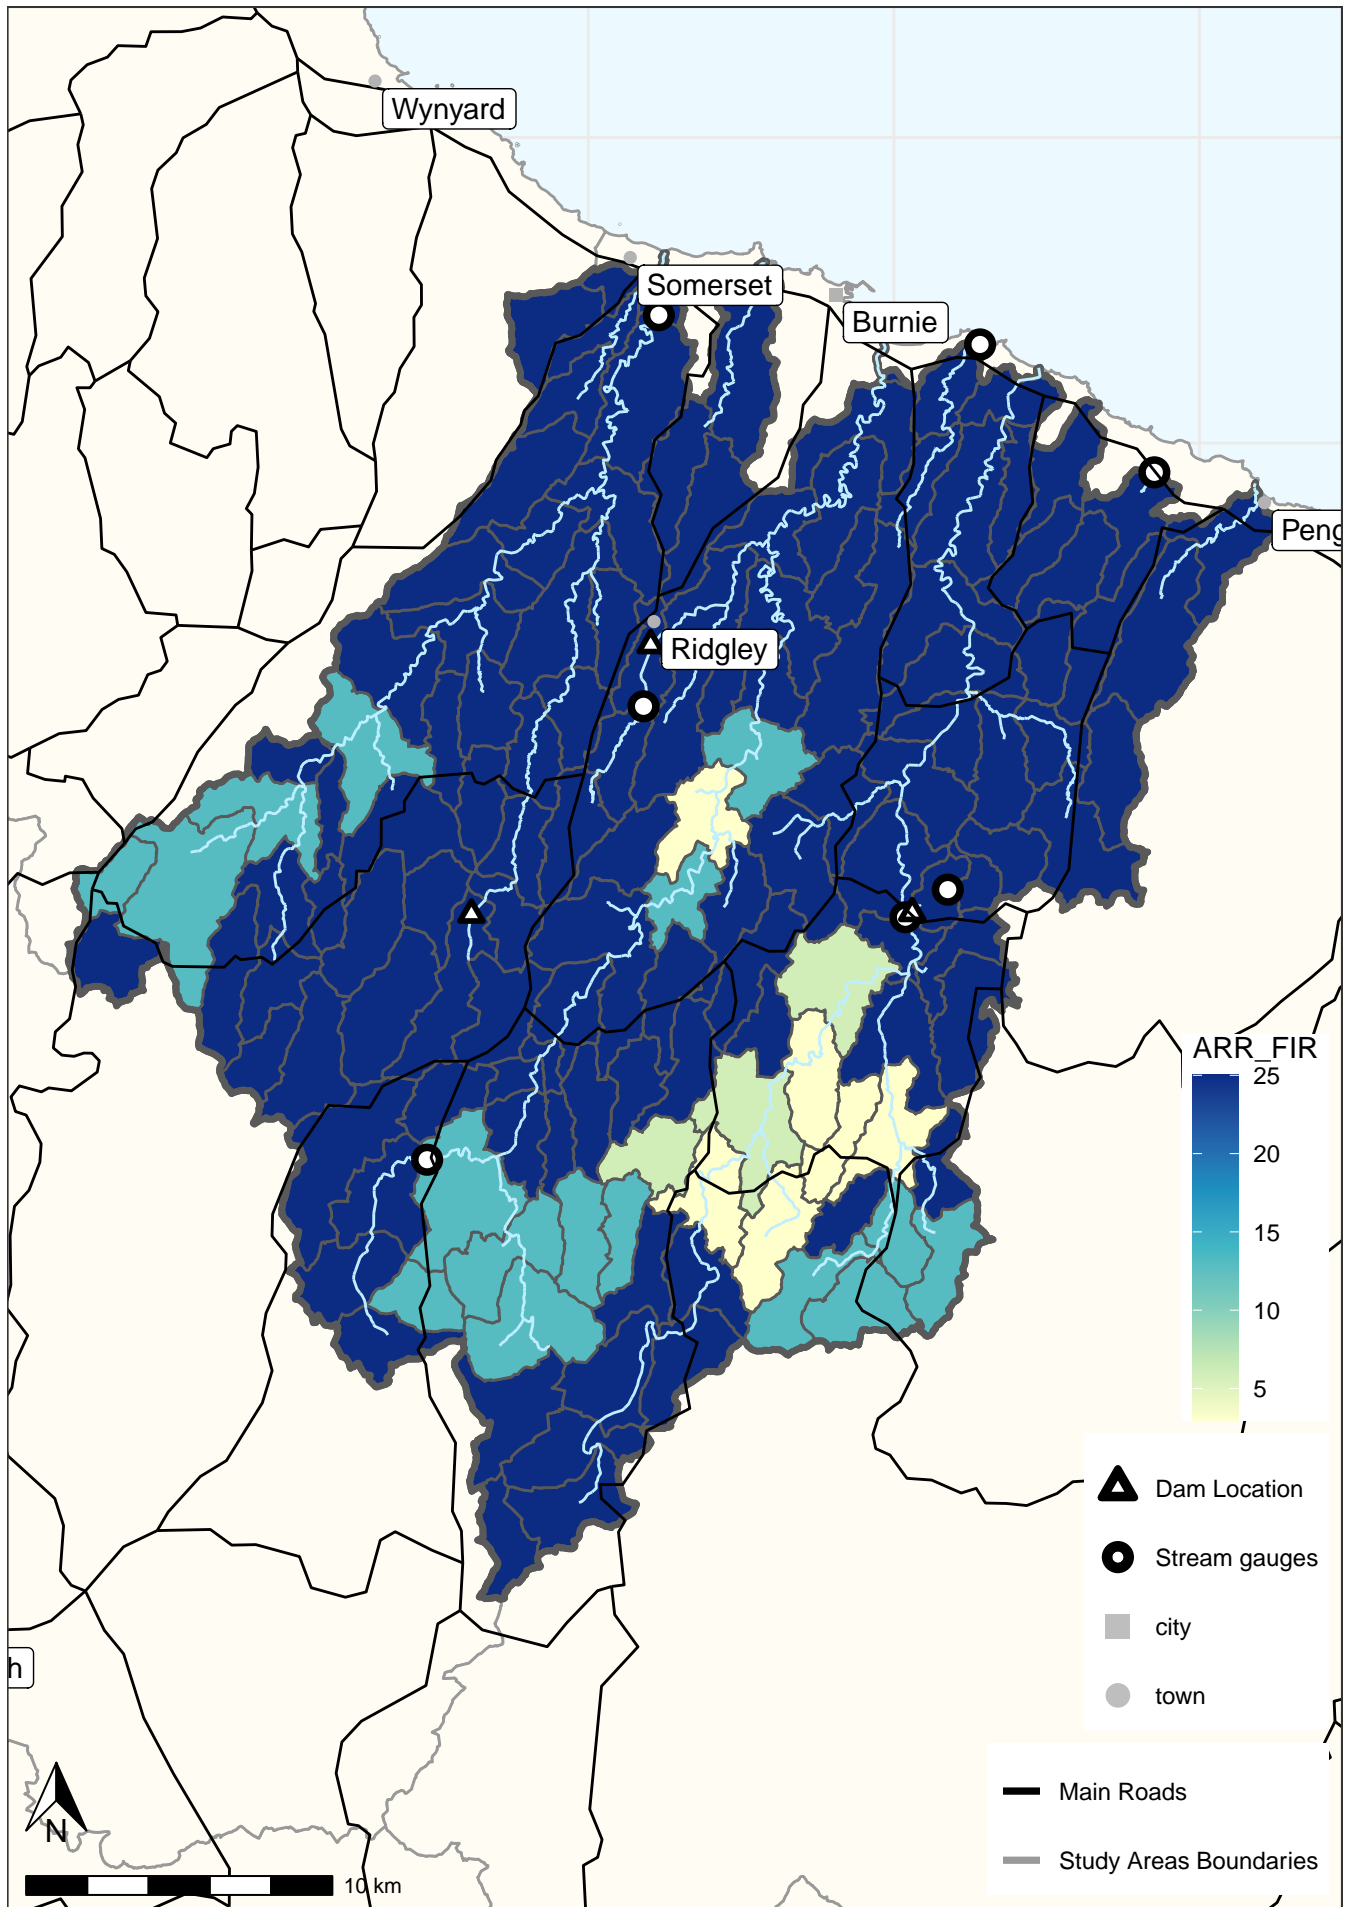 Wynyard
Somerset
Burnie
Peng
Ridgley
ARR_FIR
25
20
15
10
5
Dam Location
Stream gauges
city
town
h
Main Roads
Study Areas Boundaries
N
10 km